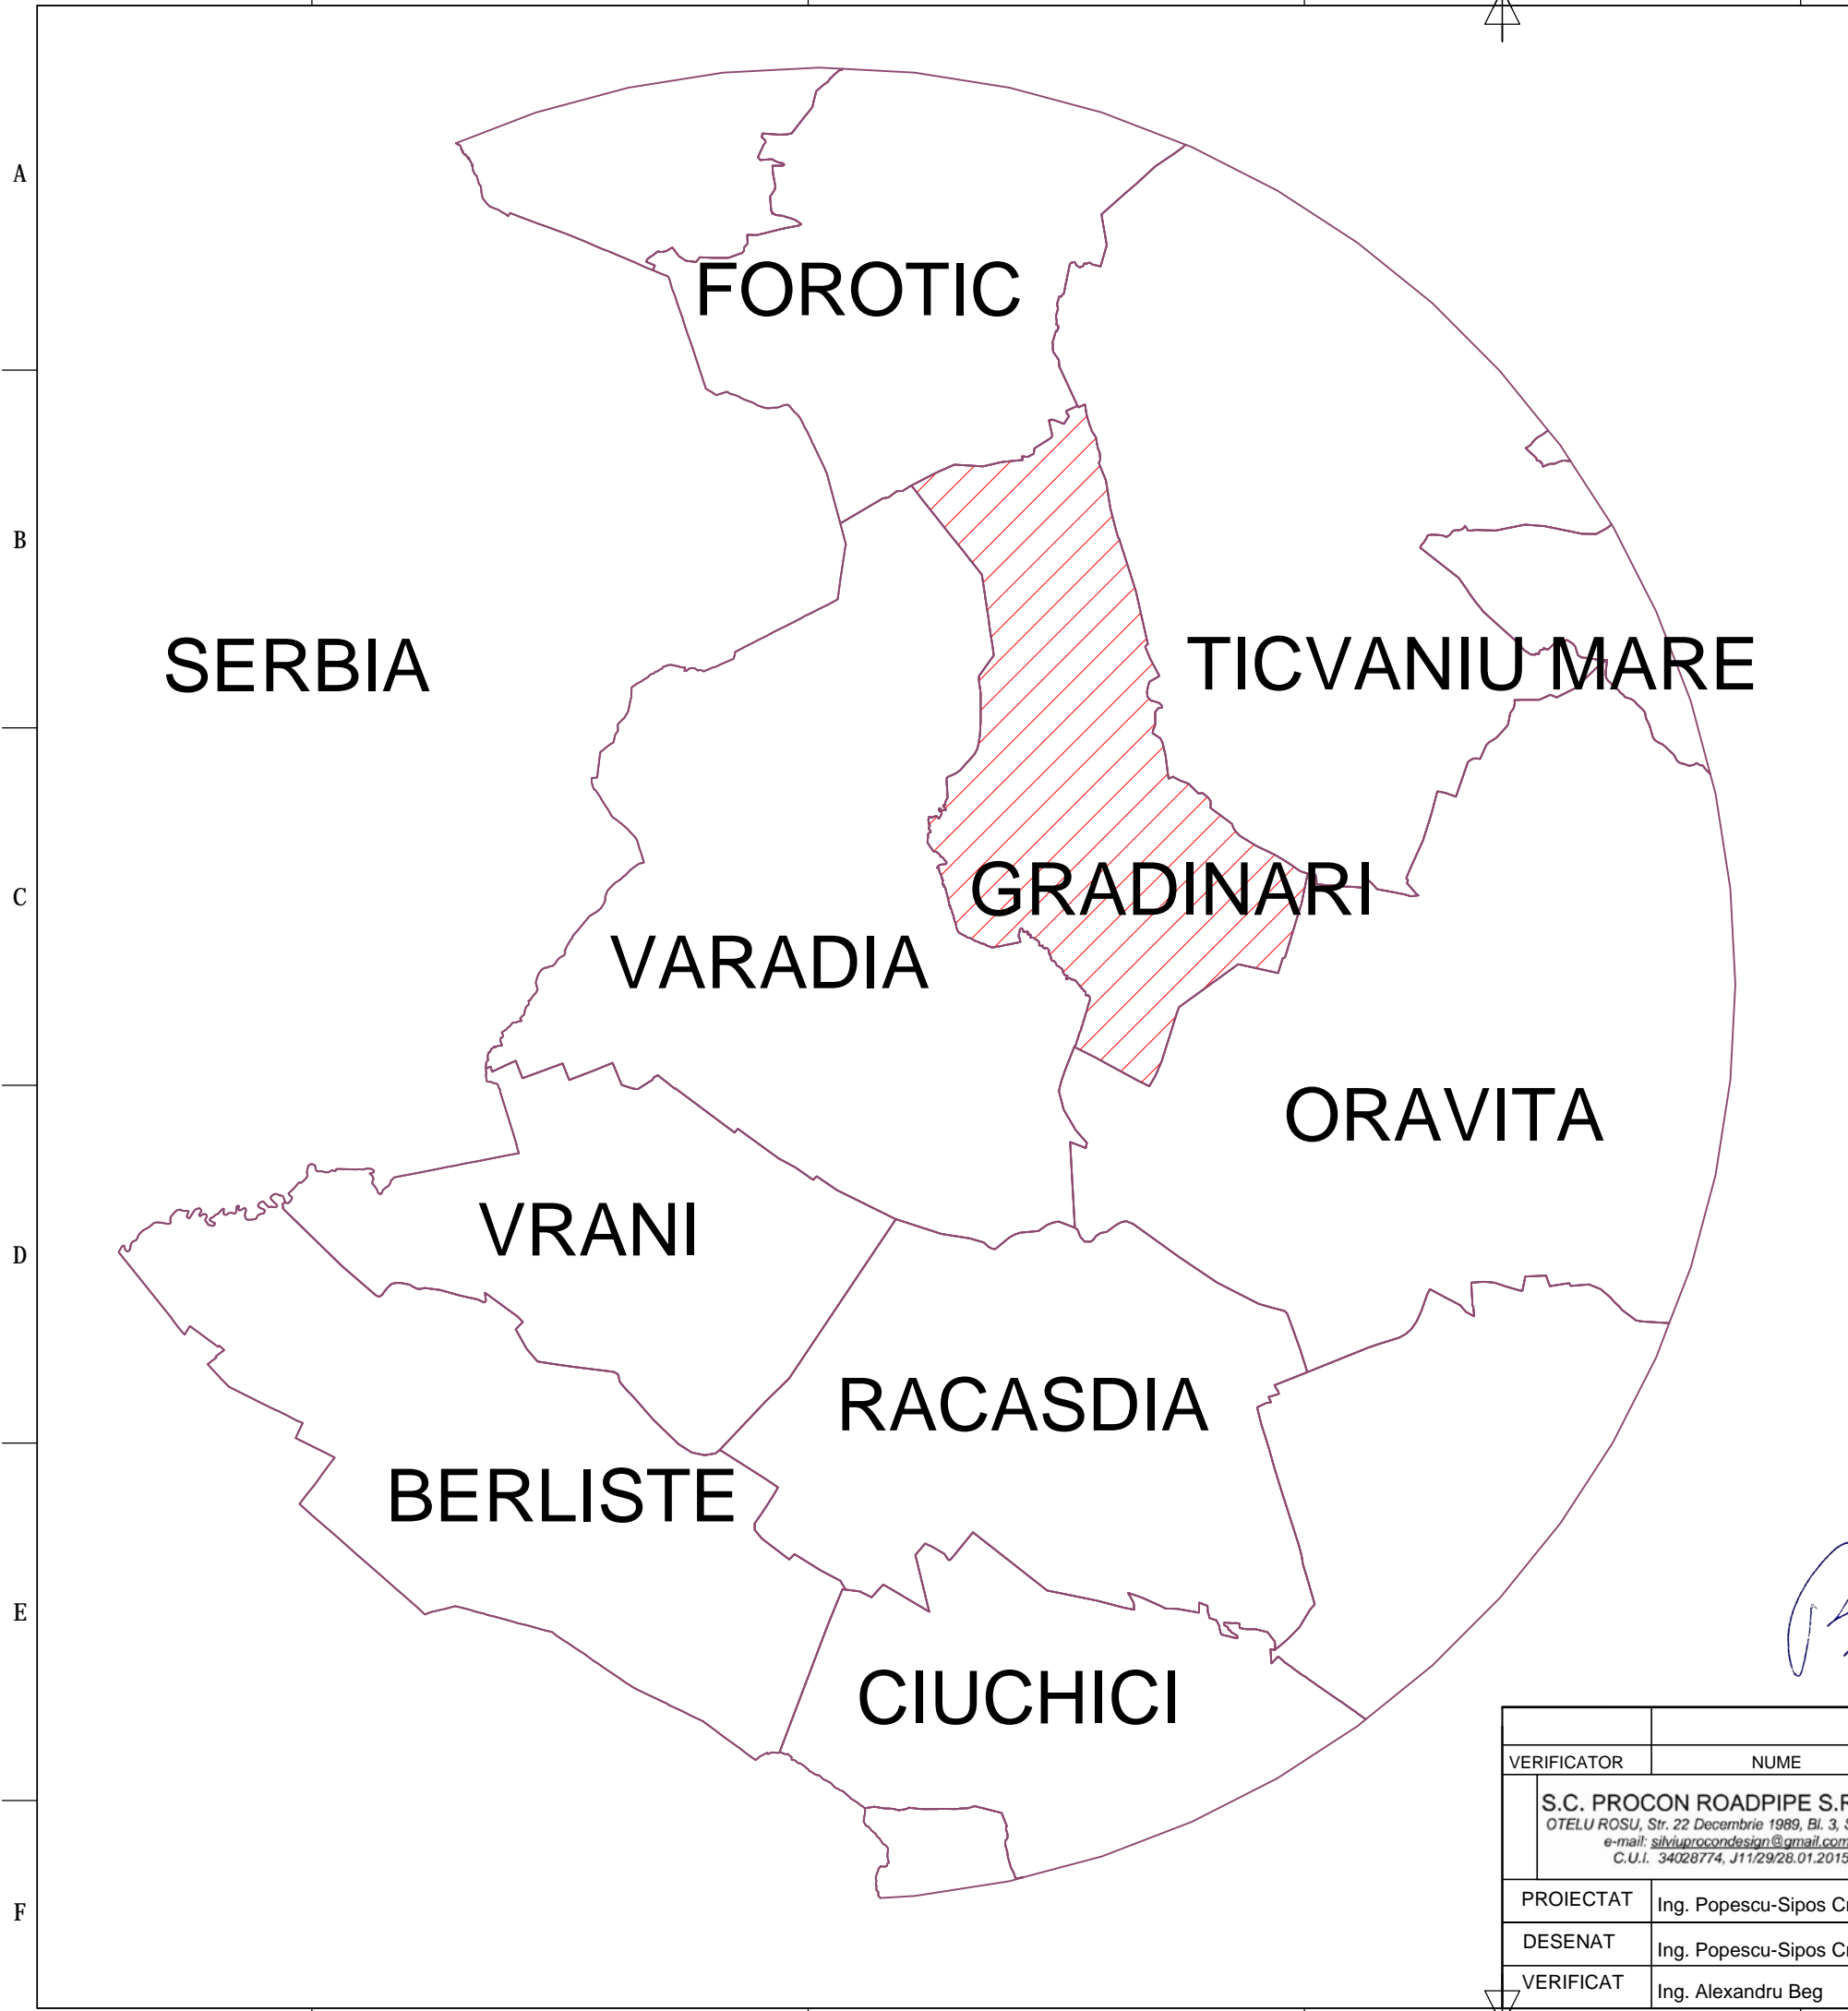 A
FOROTIC
B
SERBIA
TICVANIU MARE
C
GRADINARI
VARADIA
ORAVITA
D
VRANI
RACASDIA
BERLISTE
E
CIUCHICI
VERIFICATOR NUME
S.C. PROCON ROADPIPE
OTELU ROSU, Str. 22 Decembrie 1989, Bl. 3,
e-mail: silviuprocondesign@gmail.com
C.U.I. 34028774, J11/29/28.01.2015
F
PROIECTAT Ing. Popescu-Sipos
DESENAT Ing. Popescu-Sipos
VERIFICAT Ing. Alexandru Beg